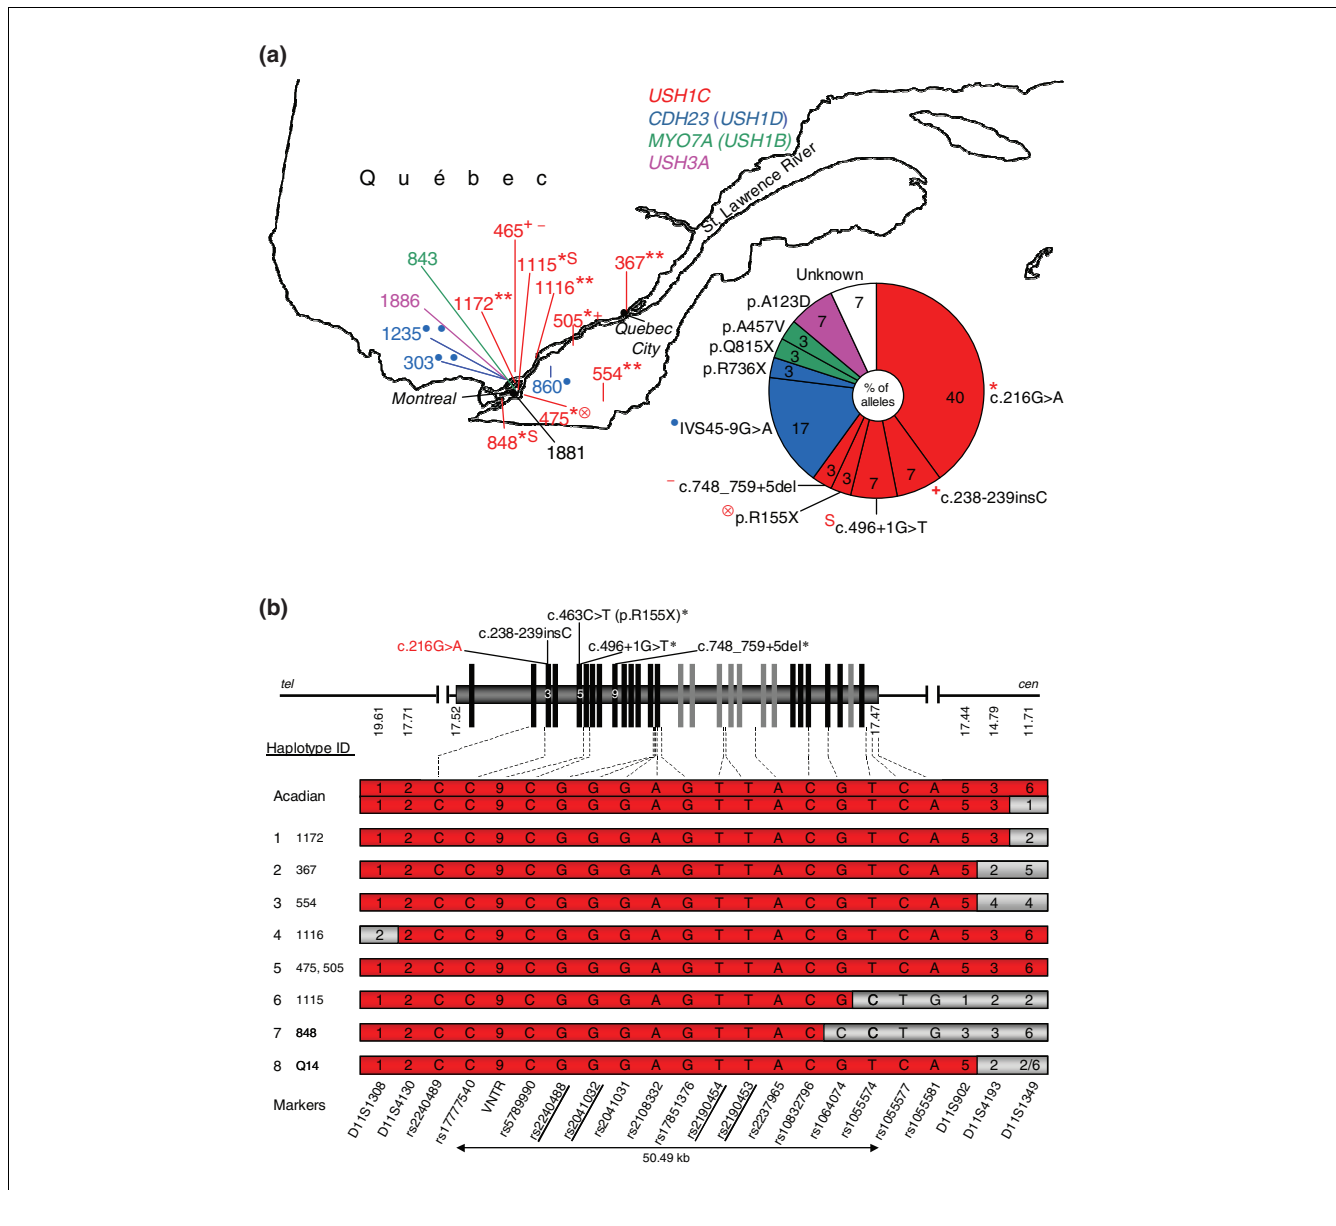 (a)
USH1C
CDH23 (USH1D)
MYO7A (USH1B)
USH3A
Québec
St. Lawrence River
465+ −
843
1115*S
367**
1116**
1886
1172**
1235• •
505*+
Quebec
City
303• •
554**
860•
Montreal
475*⊗
848*S
1881
Unknown
7
p.A123D
7
p.A457V
3
p.Q815X
3
p.R736X
3
% of
alleles
40
*c.216G>A
•IVS45-9G>A
17
3
3
7
7
− c.748_759+5del
+c.238-239insC
⊗p.R155X
Sc.496+1G>T
(b)
c.463C>T (p.R155X)*
c.238-239insC
c.216G>A
c.496+1G>T*
c.748_759+5del*
tel
3 5 9
cen
19.61 17.71 17.52 17.47 17.44 14.79 11.71
Haplotype ID
Acadian
1 2 C C 9 C G G G A G T T A C G T C A 5 3 6
1 2 C C 9 C G G G A G T T A C G T C A 5 3 1
1 1172 1 2 C C 9 C G G G A G T T A C G T C A 5 3 2
2 367 1 2 C C 9 C G G G A G T T A C G T C A 5 2 5
3 554 1 2 C C 9 C G G G A G T T A C G T C A 5 4 4
4 1116 2 2 C C 9 C G G G A G T T A C G T C A 5 3 6
5 475, 505 1 2 C C 9 C G G G A G T T A C G T C A 5 3 6
6 1115 1 2 C C 9 C G G G A G T T A C G C T G 1 2 2
7 848 1 2 C C 9 C G G G A G T T A C C C T G 3 3 6
8 Q14 1 2 C C 9 C G G G A G T T A C G T C A 5 2 2/6
Markers
D11S1308 D11S4130 rs2240489 rs17777540 VNTR rs5789990 rs2240488 rs2041032 rs2041031 rs2108332 rs17851376 rs2190454 rs2190453 rs2237965 rs10832796 rs1064074 rs1055574 rs1055577 rs1055581 D11S902 D11S4193 D11S1349
50.49 kb